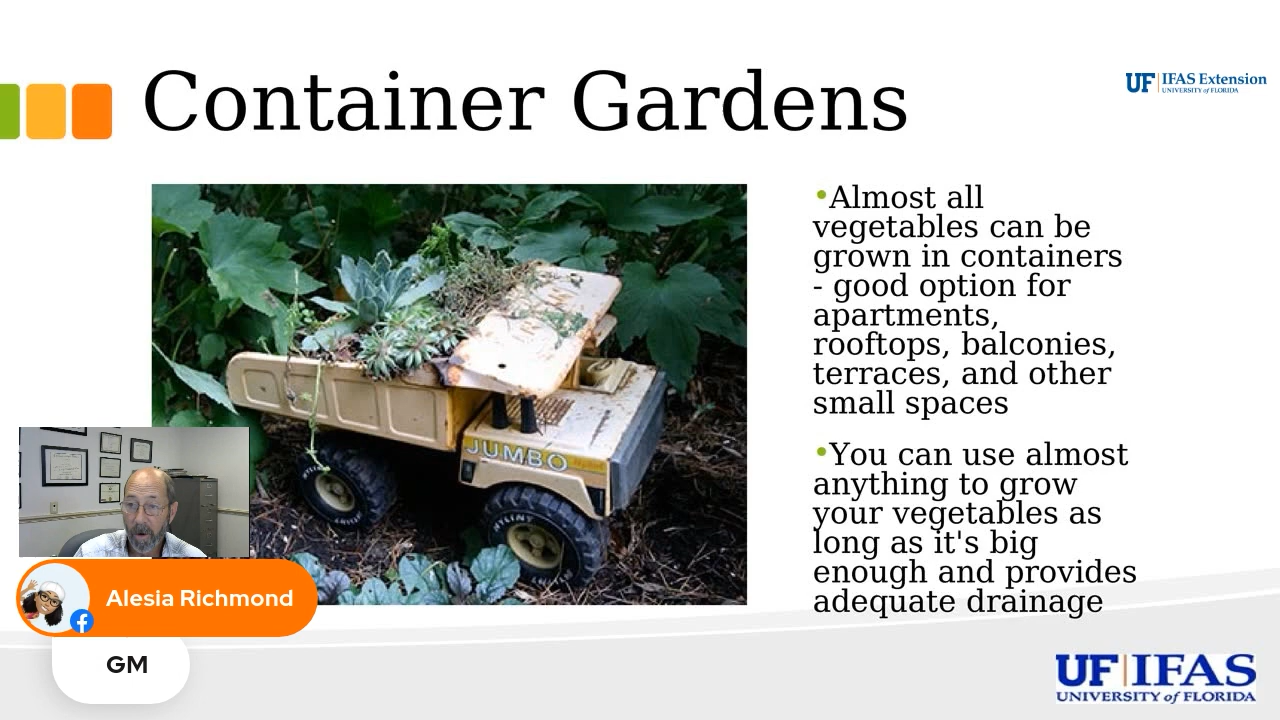 Container Gardens
UF IFAS Extension
UNIVERSITY of FLORIDA
•Almost all
vegetables can be
grown in containers
- good option for
apartments,
rooftops, balconies,
terraces, and other
small spaces
•You can use almost
anything to grow
your vegetables as
long as it's big
enough and provides
adequate drainage
JUMBO
NYLINT
Alesia Richmond
GM
UF IFAS
UNIVERSITY of FLORIDA